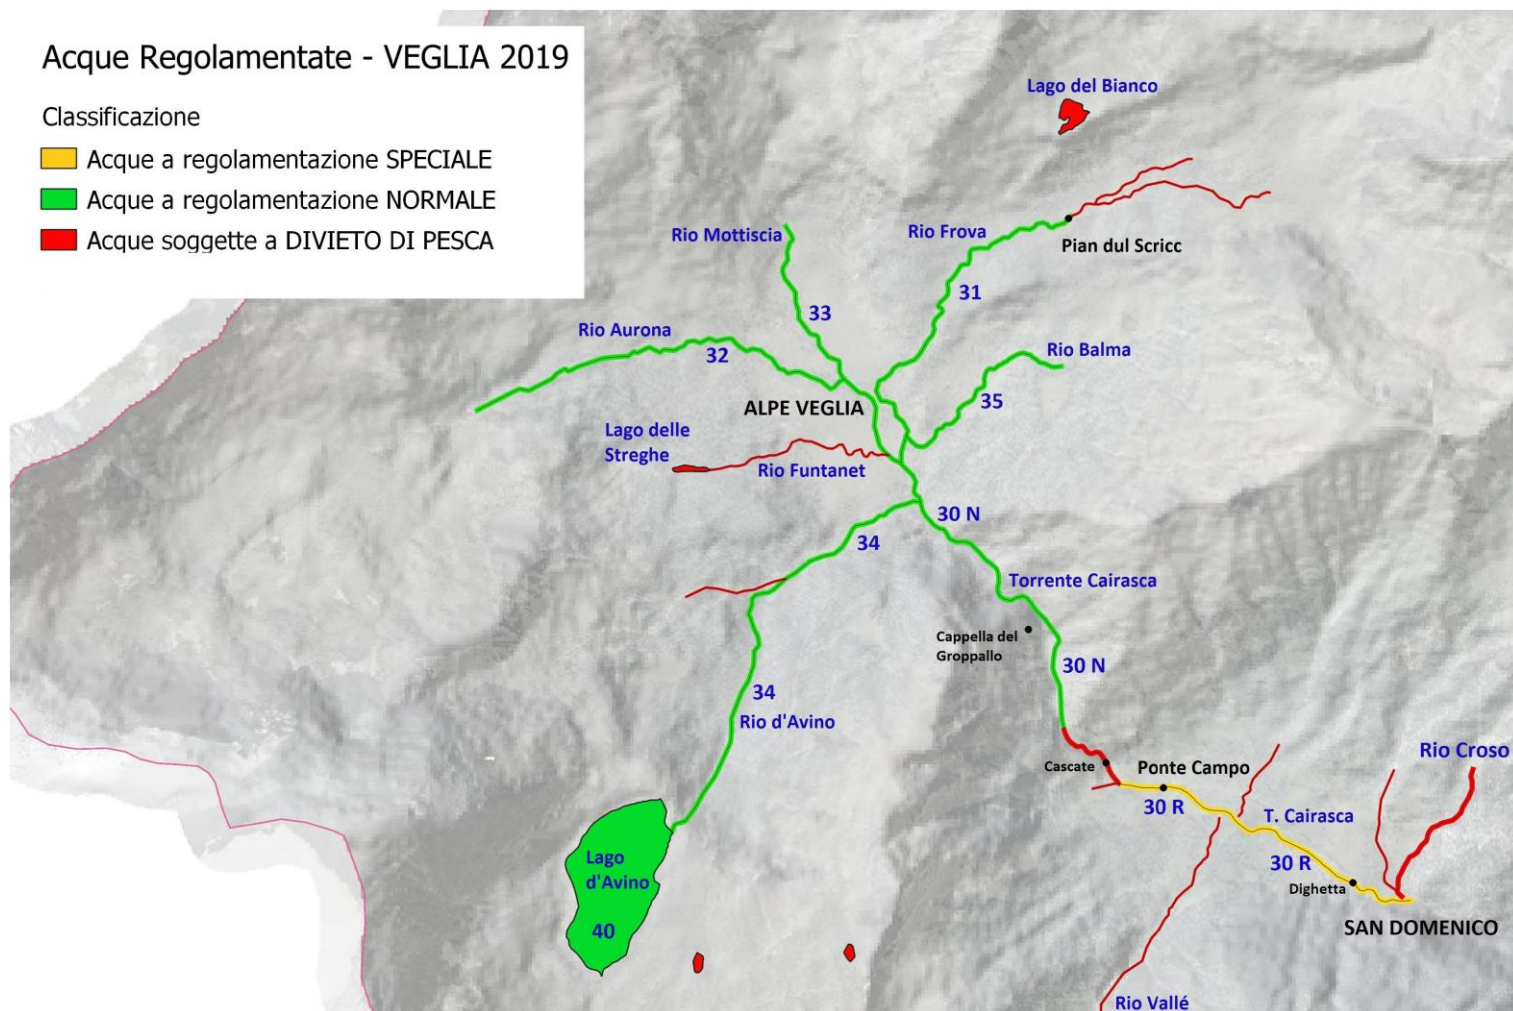 Acque Regolamentate - VEGLIA 2019
Classificazione
Acque a regolamentazione SPECIALE
Acque a regolamentazione NORMALE
Acque soggette a DIVIETO DI PESCA
Lago del Bianco
Rio Mottiscia
Rio Frova
Pian dul Scricc
31
33
Rio Aurona
32
Rio Balma
35
ALPE VEGLIA
Lago delle
Streghe
Rio Funtanet
30 N
34
Torrente Cairasca
Cappella del
Groppallo
30 N
34
Rio d'Avino
Cascate
Ponte Campo
Rio Croso
30 R
T. Cairasca
30 R
Dighetta
Lago
d'Avino
40
SAN DOMENICO
Rio Vallé